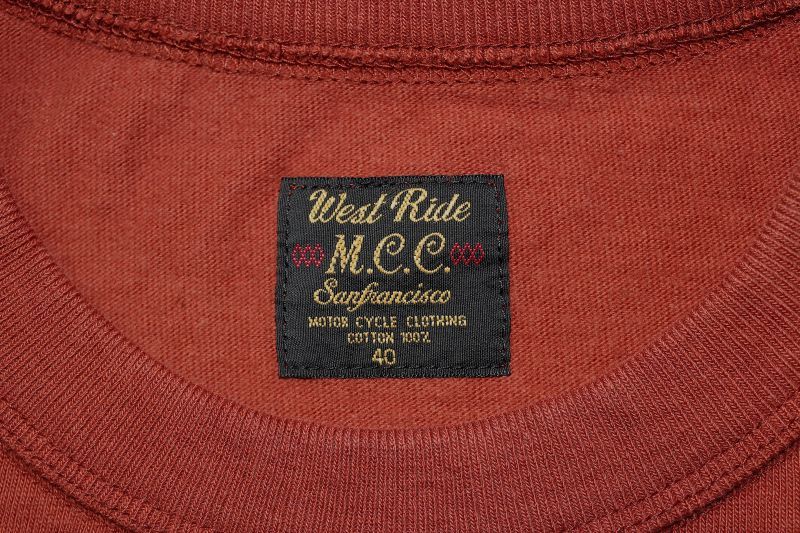 West Ride
M.C.C.
Sanfrancisco
MOTOR CYCLE CLOTHING
COTTON 100%
40